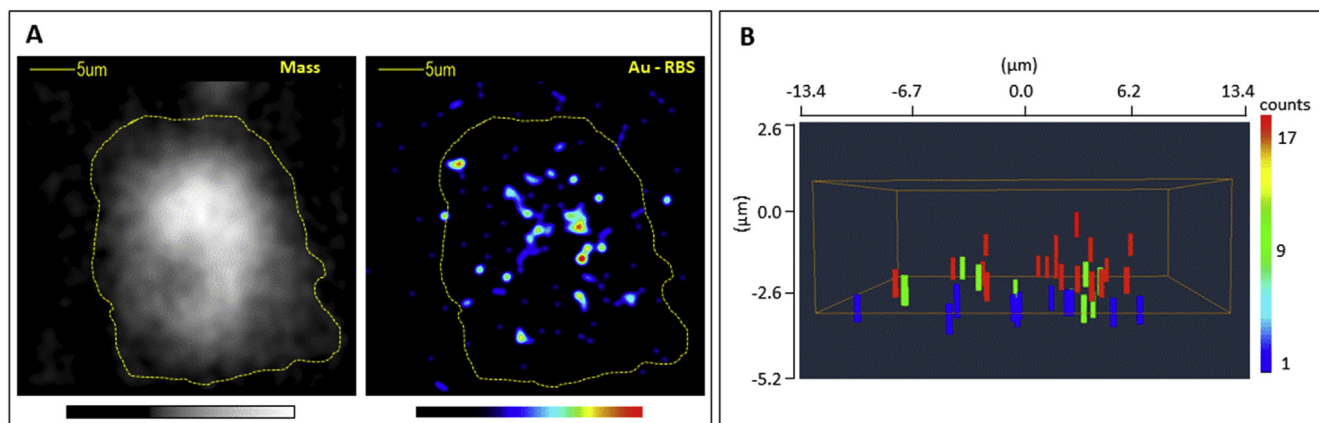 A
5um
Mass
5um
Au - RBS
B
(μm)
-13.4 -6.7 0.0 6.2 13.4
counts
2.6
17
0.0
(μm)
9
-2.6
1
-5.2